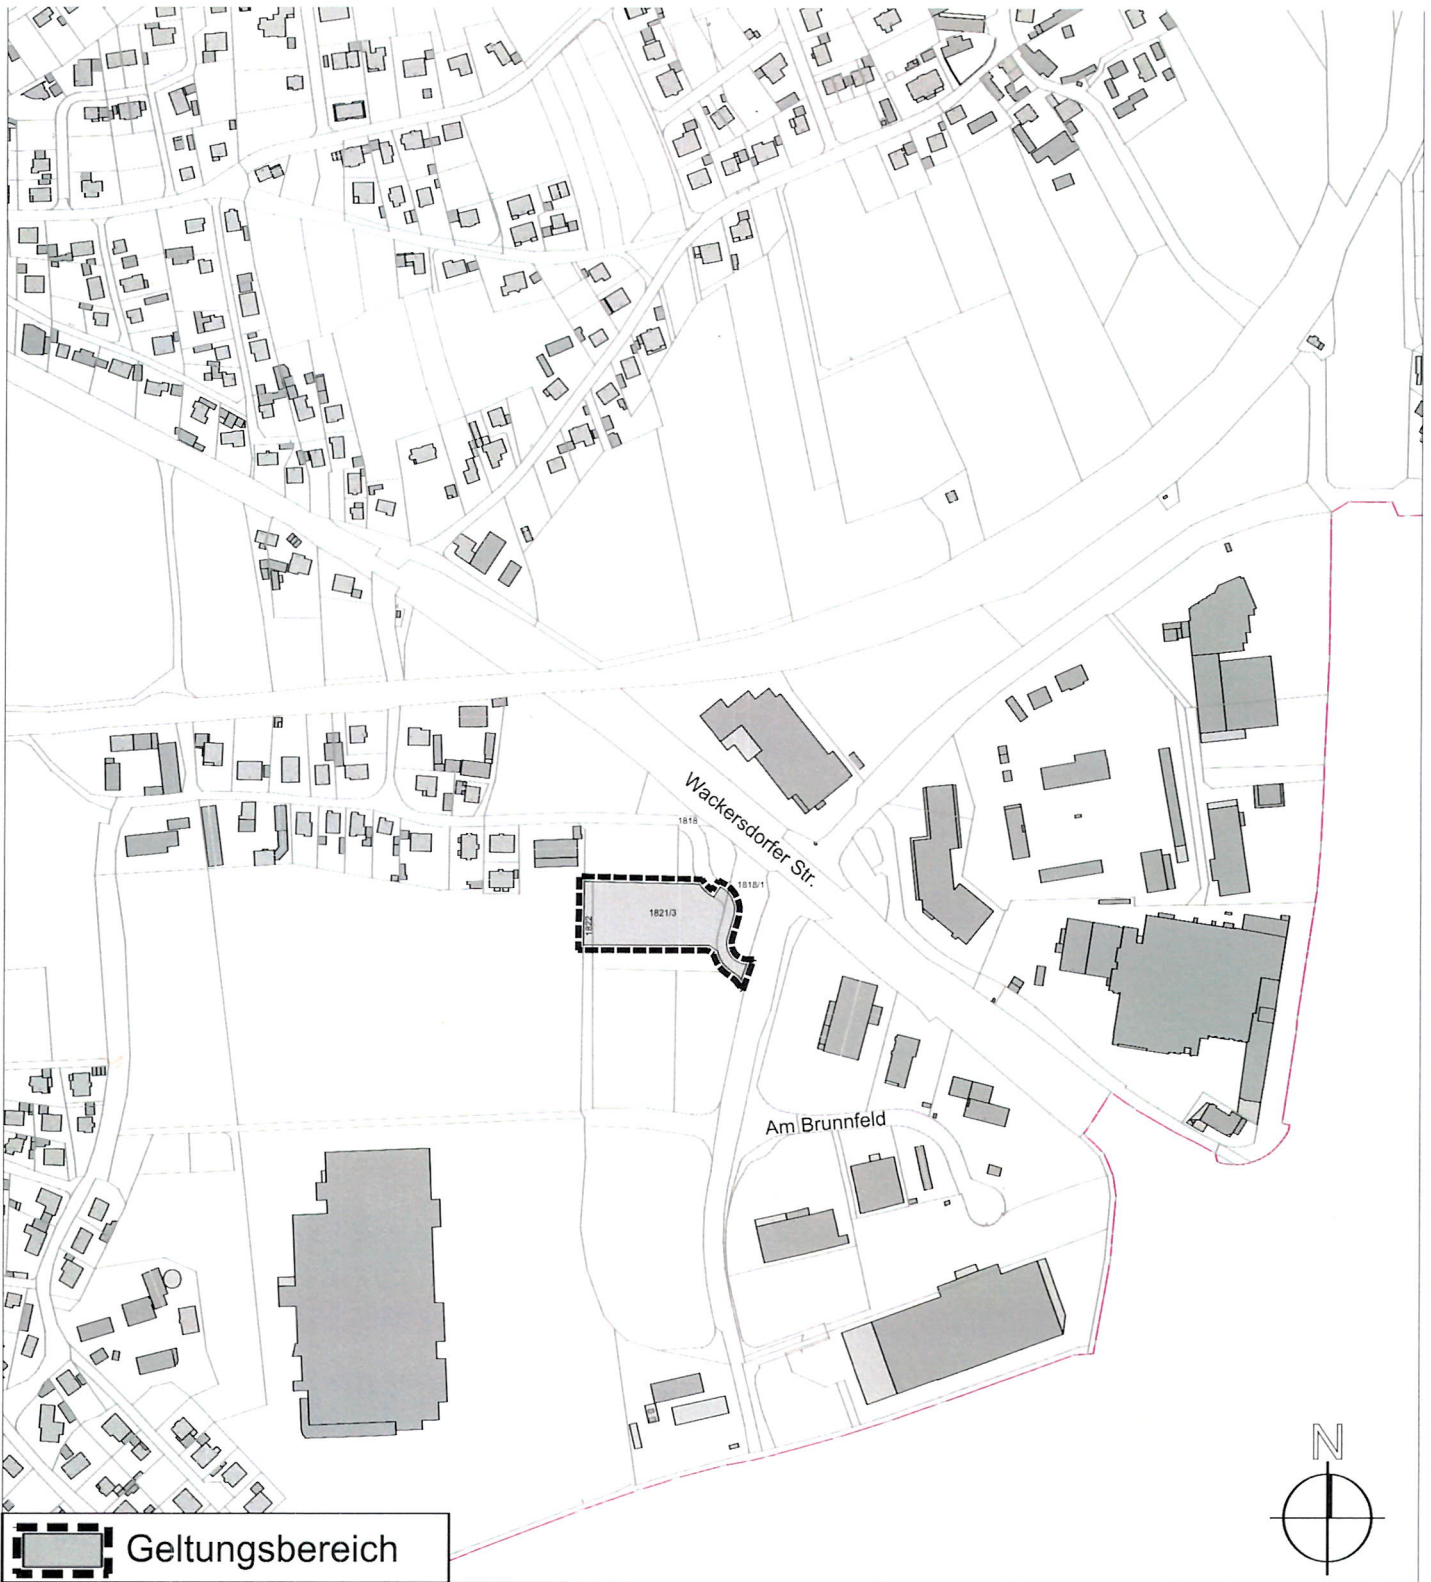 Wackersdorfer Str.
1818
1818/1
1821/3
1822
Am Brunnfeld
N
Geltungsbereich